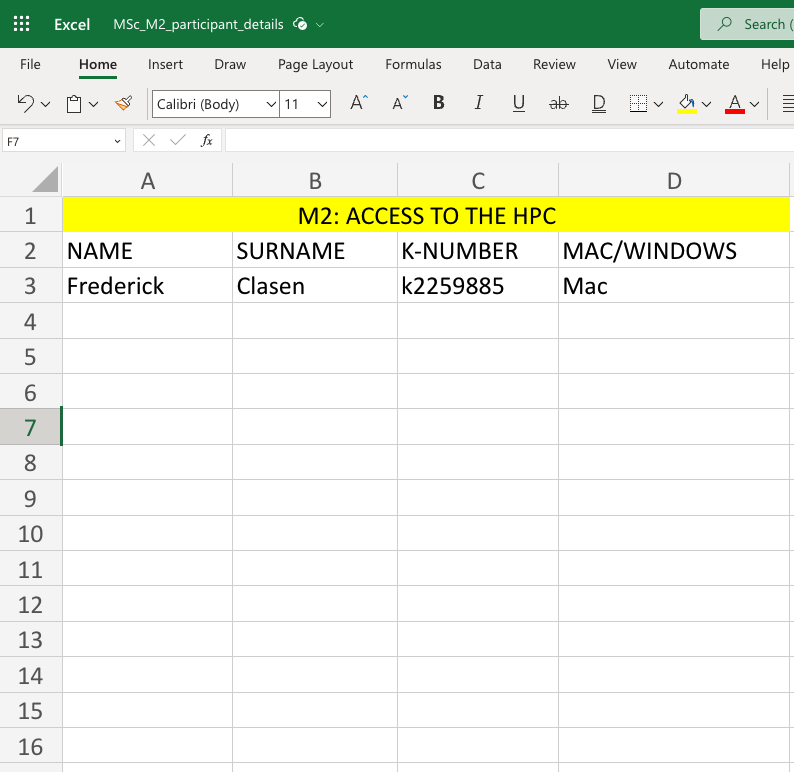 Excel MSc_M2_participant_details Search (
File Home Insert Draw Page Layout Formulas Data Review View Automate Help
Calibri (Body) 11 A A B I U ab D A
F7 fx
A B C D
1 M2: ACCESS TO THE HPC
2 NAME SURNAME K-NUMBER MAC/WINDOWS
3 Frederick Clasen k2259885 Mac
4
5
6
7
8
9
10
11
12
13
14
15
16